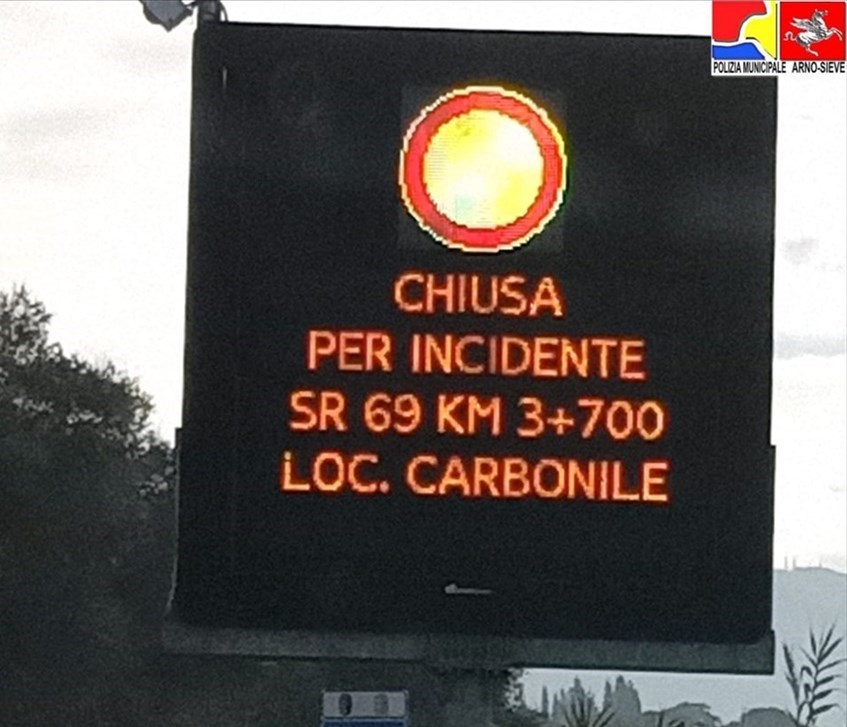 POLIZIA MUNICIPALE ARNO-SIEVE
CHIUSA
PER INCIDENTE
SR 69 KM 3+700
LOC. CARBONILE